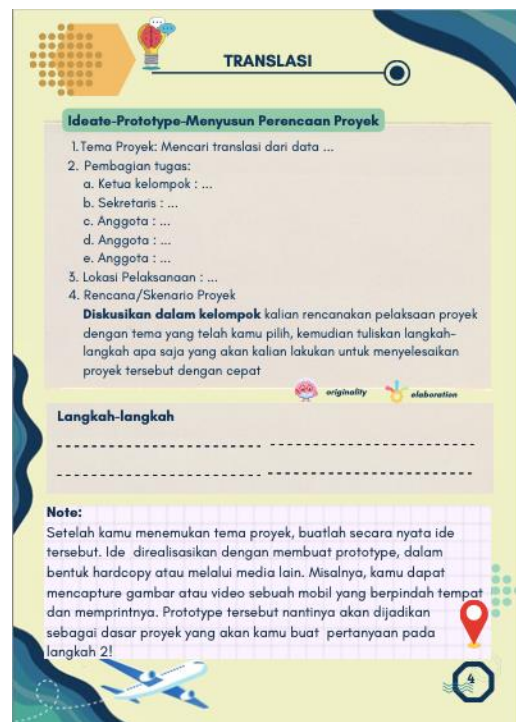 TRANSLASI
Ideate-Prototype-Menyusun Perencaan Proyek
1. Tema Proyek: Mencari translasi dari data ...
2. Pembagian tugas:
a. Ketua kelompok : ...
b. Sekretaris : ...
c. Anggota : ...
d. Anggota : ...
e. Anggota : ...
3. Lokasi Pelaksanaan : ...
4. Rencana/Skenario Proyek
Diskusikan dalam kelompok kalian rencanakan pelaksaan proyek
dengan tema yang telah kamu pilih, kemudian tuliskan langkah-
langkah apa saja yang akan kalian lakukan untuk menyelesaikan
proyek tersebut dengan cepat
originality
elaboration
Langkah-langkah
Note:
Setelah kamu menemukan tema proyek, buatlah secara nyata ide
tersebut. Ide direalisasikan dengan membuat prototype, dalam
bentuk hardcopy atau melalui media lain. Misalnya, kamu dapat
mencapture gambar atau video sebuah mobil yang berpindah tempat
dan memprintnya. Prototype tersebut nantinya akan dijadikan
sebagai dasar proyek yang akan kamu buat pertanyaan pada
langkah 2!
4